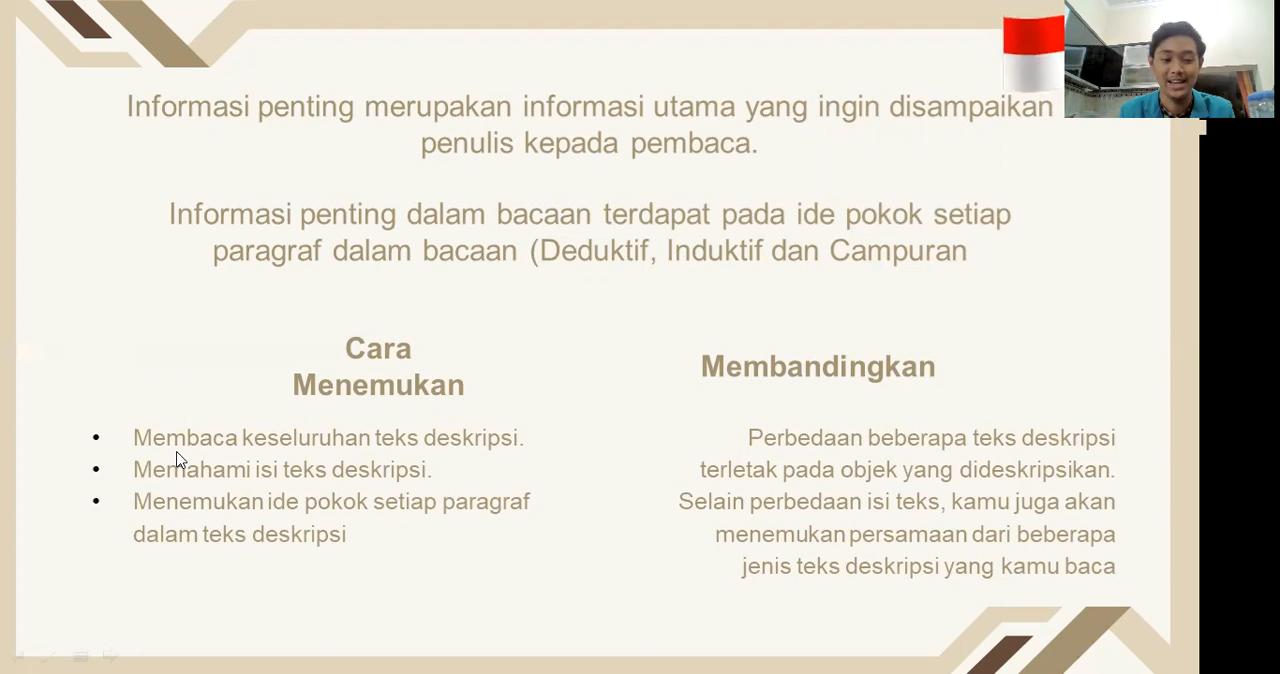 Informasi penting merupakan informasi utama yang ingin disampaikan
penulis kepada pembaca.
Informasi penting dalam bacaan terdapat pada ide pokok setiap
paragraf dalam bacaan (Deduktif, Induktif dan Campuran
Cara
Menemukan
• Membaca keseluruhan teks deskripsi.
• Memahami isi teks deskripsi.
• Menemukan ide pokok setiap paragraf
dalam teks deskripsi
Membandingkan
Perbedaan beberapa teks deskripsi
terletak pada objek yang dideskripsikan.
Selain perbedaan isi teks, kamu juga akan
menemukan persamaan dari beberapa
jenis teks deskripsi yang kamu baca